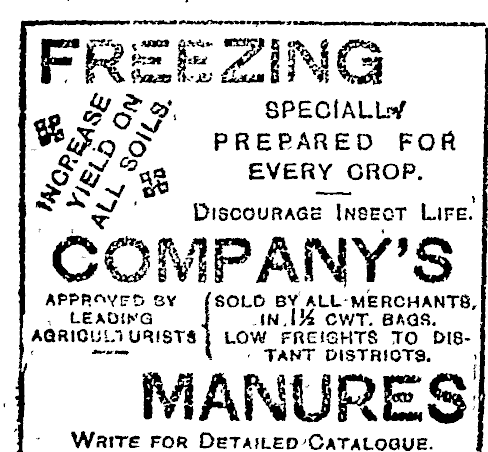 FREEZING
INCREASE
YIELD ON
ALL SOILS.
SPECIALLY
PREPARED FOR
EVERY CROP.
DISCOURAGE INSECT LIFE.
COMPANY'S
APPROVED BY
LEADING
AGRICULTURISTS
SOLD BY ALL MERCHANTS,
IN 1½ CWT. BAGS.
LOW FREIGHTS TO DIS-
TANT DISTRICTS.
MANURES
WRITE FOR DETAILED CATALOGUE.